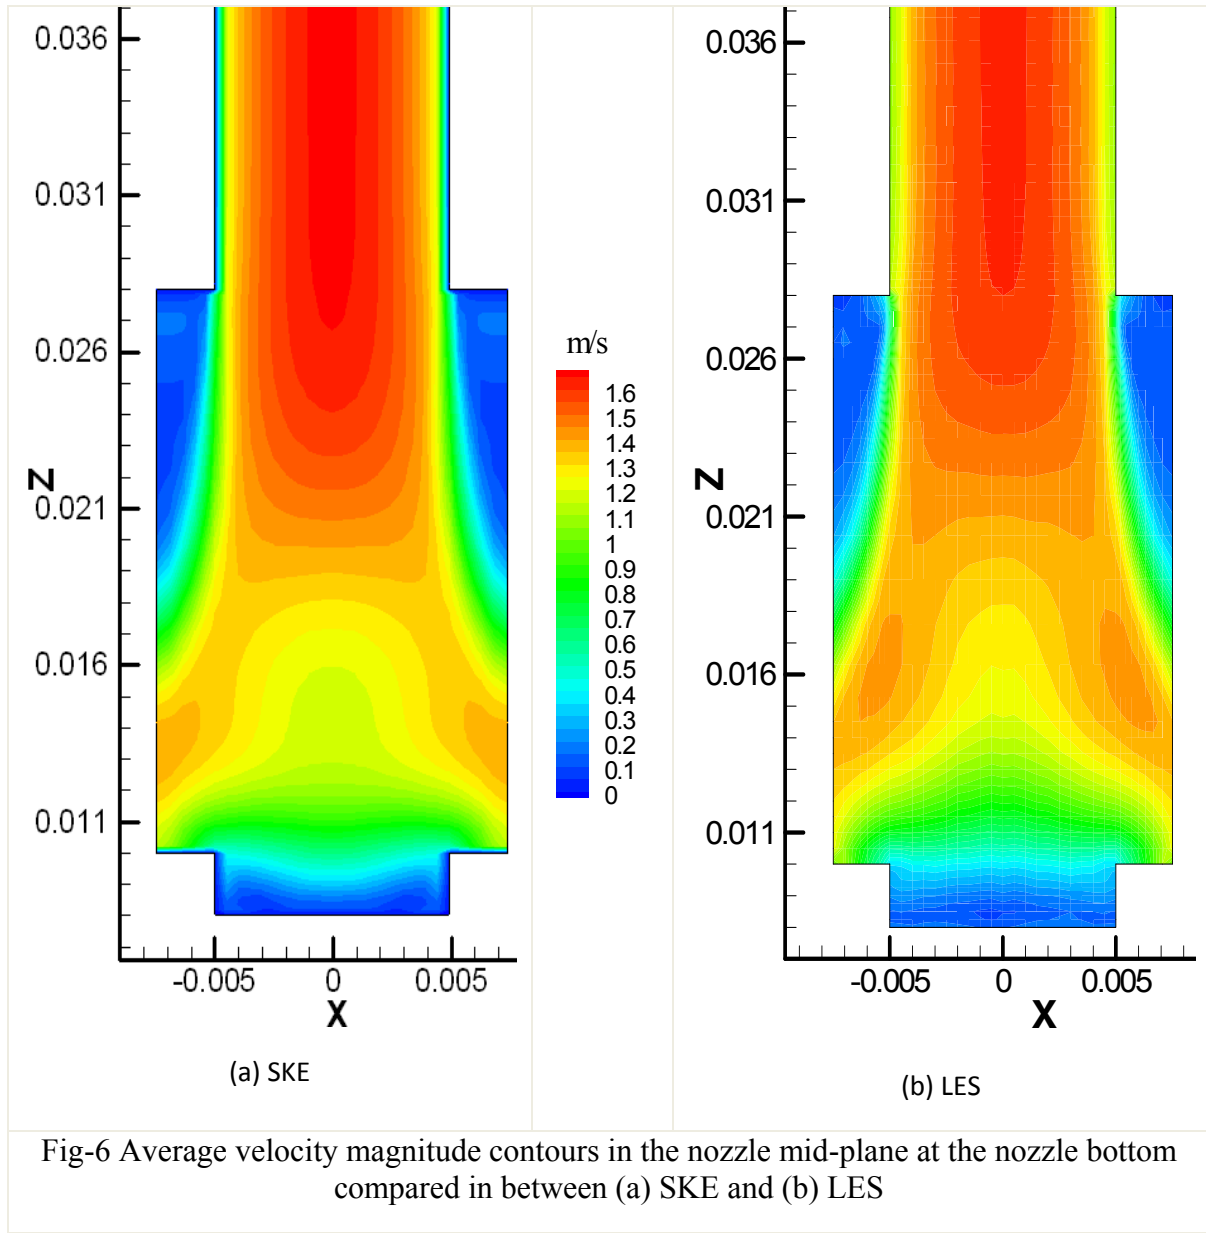 0.036
0.031
0.026
0.021
0.016
0.011
Z
-0.005 0 0.005
X
(a) SKE
m/s
1.6
1.5
1.4
1.3
1.2
1.1
1
0.9
0.8
0.7
0.6
0.5
0.4
0.3
0.2
0.1
0
0.036
0.031
0.026
0.021
0.016
0.011
Z
-0.005 0 0.005
X
(b) LES
Fig-6 Average velocity magnitude contours in the nozzle mid-plane at the nozzle bottom
compared in between (a) SKE and (b) LES